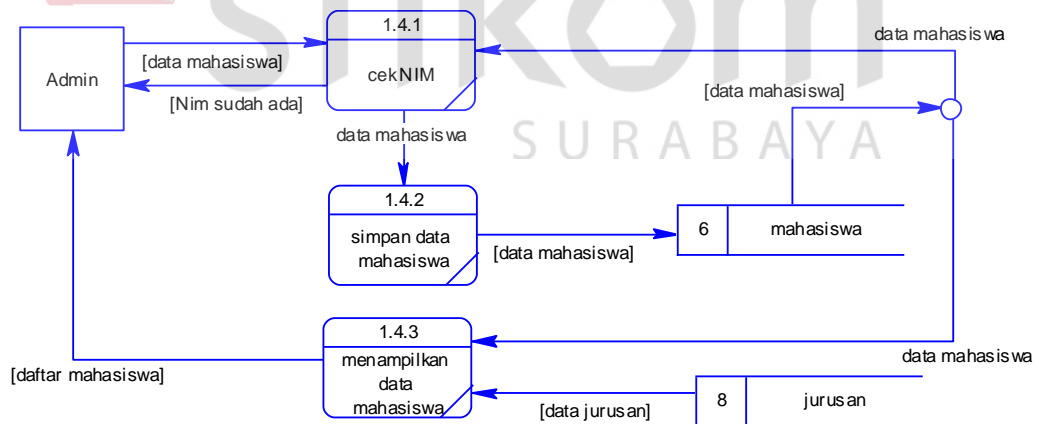 1.4.1
data mahasiswa
Admin
[data mahasiswa]
cekNIM
[Nim sudah ada]
[data mahasiswa]
data mahasiswa
SURABAYA
1.4.2
simpan data
mahasiswa
[data mahasiswa]
6
mahasiswa
1.4.3
menampilkan
data
mahasiswa
data mahasiswa
[daftar mahasiswa]
[data jurusan]
8
jurusan